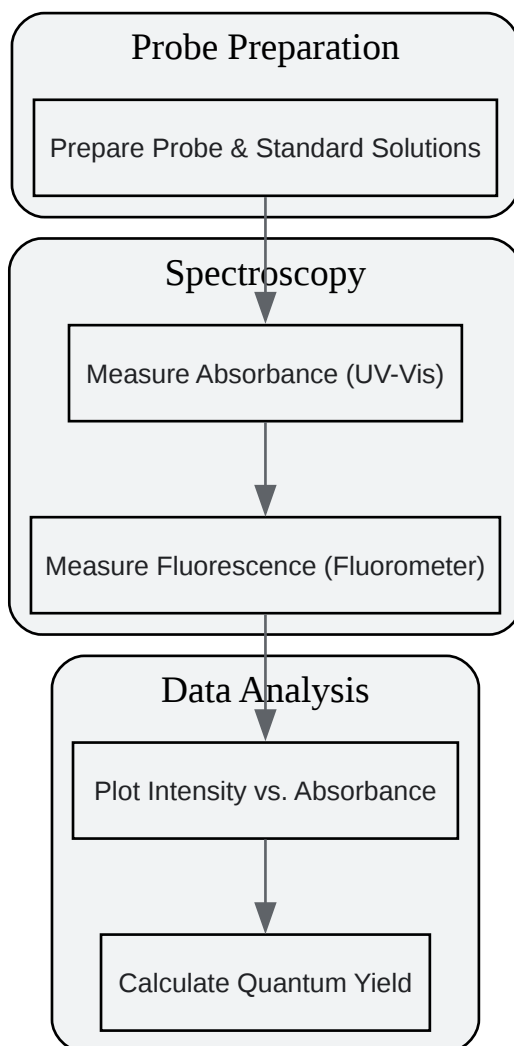 Probe Preparation
Prepare Probe & Standard Solutions
Spectroscopy
Measure Absorbance (UV-Vis)
Measure Fluorescence (Fluorometer)
Data Analysis
Plot Intensity vs. Absorbance
Calculate Quantum Yield